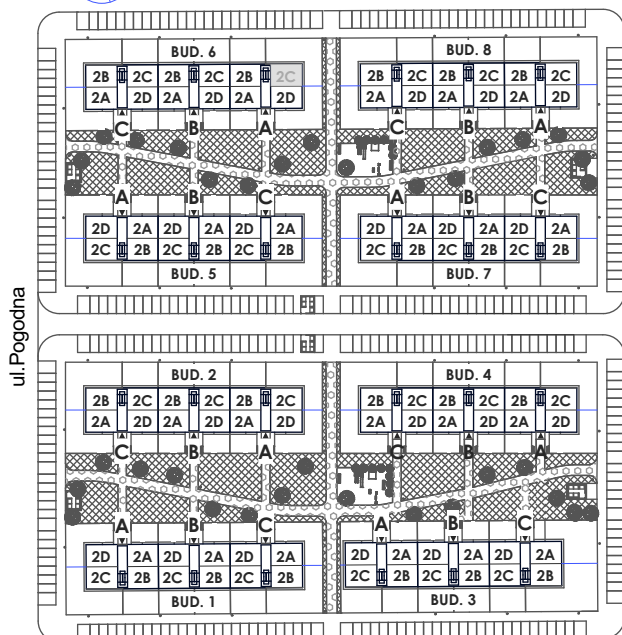 BUD. 6 BUD. 8
2B 2C 2B 2C 2B 2C 2B 2C 2B 2C 2B 2C
2A 2D 2A 2D 2A 2D 2A 2D 2A 2D 2A 2D
C B A C B A
A B C A B C
2D 2A 2D 2A 2D 2A 2D 2A 2D 2A 2D 2A
2C 2B 2C 2B 2C 2B 2C 2B 2C 2B 2C 2B
BUD. 5 BUD. 7
ul.Pogodna
BUD. 2 BUD. 4
2B 2C 2B 2C 2B 2C 2B 2C 2B 2C 2B 2C
2A 2D 2A 2D 2A 2D 2A 2D 2A 2D 2A 2D
C B A C B A
A B C A B C
2D 2A 2D 2A 2D 2A 2D 2A 2D 2A 2D 2A
2C 2B 2C 2B 2C 2B 2C 2B 2C 2B 2C 2B
BUD. 1 BUD. 3